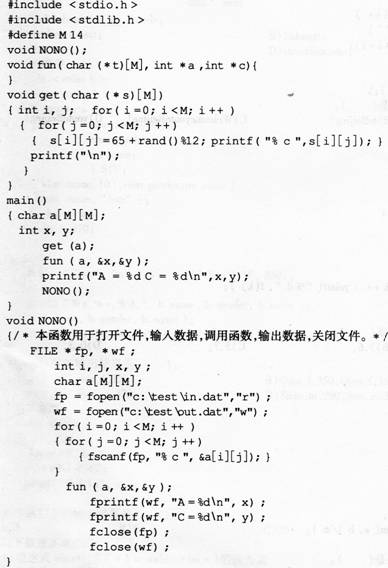 #include <stdio.h>
#include <stdlib.h>
#define M 14
void NONO();
void fun( char (*t)[M], int *a ,int *c){
}
void get( char (*s)[M])
{ int i, j;   for( i=0; i<M; i++ )
{ for( j=0; j<M; j++ )
{ s[i][j] =65 +rand()%12; printf( "% c ",s[i][j]); }
printf("\n");
}
}
main()
{ char a[M][M];
int x, y;
get (a);
fun ( a, &x,&y );
printf("A = %d C = %d\n",x,y);
NONO();
}
void NONO()
{/* 本函数用于打开文件,输入数据,调用函数,输出数据,关闭文件。*/
FILE *fp, *wf ;
int i, j, x, y ;
char a[M][M];
fp = fopen("c:\test\in.dat","r") ;
wf = fopen("c:\test\out.dat","w") ;
for( i=0; i<M; i++ )
{ for( j=0; j<M; j++ )
{ fscanf(fp, "% c ", &a[i][j]); }
}
fun ( a, &x,&y );
fprintf(wf, "A=%d\n", x) ;
fprintf(wf, "C=%d\n", y) ;
fclose(fp) ;
fclose(wf) ;
}